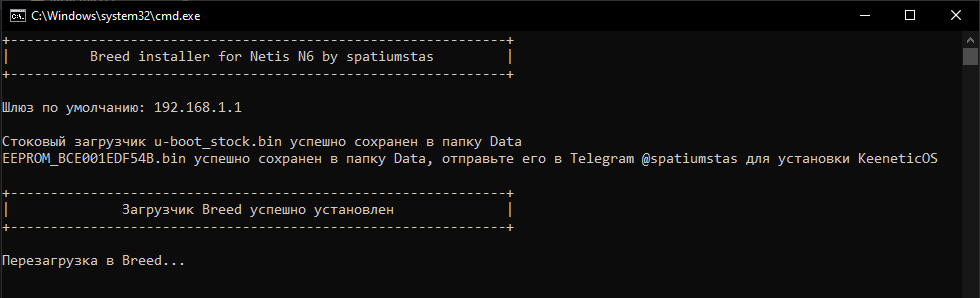 C:\Windows\system32\cmd.exe
+--------------------------------------------------------------+
| Breed installer for Netis N6 by spatiumstas |
+--------------------------------------------------------------+
Шлюз по умолчанию: 192.168.1.1
Стоковый загрузчик u-boot_stock.bin успешно сохранен в папку Data
EEPROM_BCE001EDF54B.bin успешно сохранен в папку Data, отправьте его в Telegram @spatiumstas для установки KeeneticOS
+--------------------------------------------------------------+
| Загрузчик Breed успешно установлен |
+--------------------------------------------------------------+
Перезагрузка в Breed...